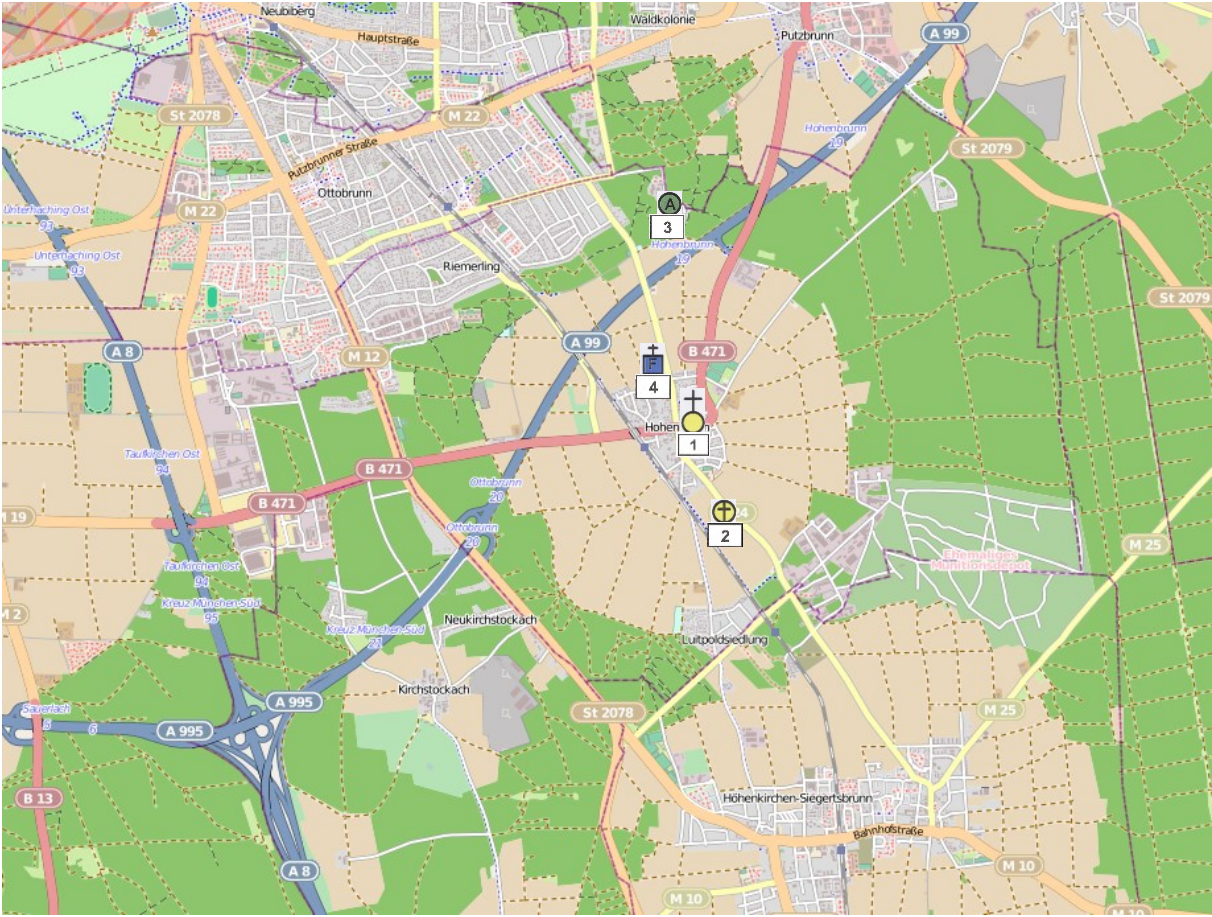 Neubiberg
Waldkolonie
Hauptstraße
Putzbrunn
A 99
St 2078
M 22
Hohenbrunn
19
Putzbrunner Straße
St 2079
Ottobrunn
A
M 22
3
Unterhaching Ost
93
Hohenbrunn
19
Unterhaching Ost
93
Riemerling
St 2079
A 99
A 8
B 471
M 12
F
4
Hohen
1
Taufkirchen Ost
94
B 471
Ottobrunn
20
B 471
M 19
2
Ottobrunn
20
M 25
Ehemaliges
Munitionsdepot
Taufkirchen Ost
94
Kreuz München-Süd
95
M 2
Neukirchstockach
Kreuz München-Süd
21
Luitpoldsiedlung
Kirchstockach
A 995
Sauerlach
5
6
A 995
St 2078
M 25
B 13
Höhenkirchen-Siegertsbrunn
Bahnhofstraße
A 8
M 10
M 10
M 10